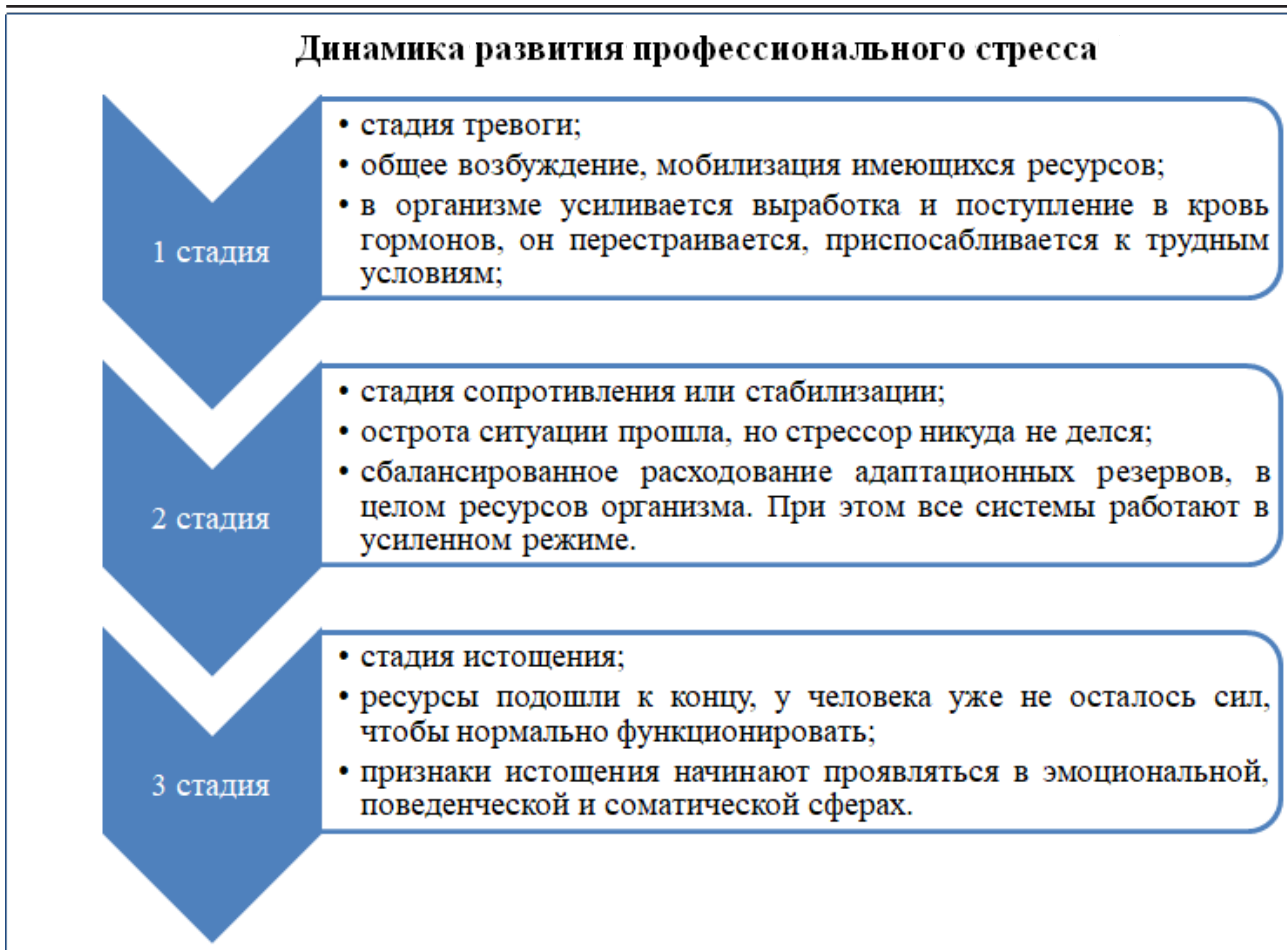 Динамика развития профессионального стресса
1 стадия
• стадия тревоги;
• общее возбуждение, мобилизация имеющихся ресурсов;
• в организме усиливается выработка и поступление в кровь
гормонов, он перестраивается, приспосабливается к трудным
условиям;
2 стадия
• стадия сопротивления или стабилизации;
• острота ситуации прошла, но стрессор никуда не делся;
• сбалансированное расходование адаптационных резервов, в
целом ресурсов организма. При этом все системы работают в
усиленном режиме.
3 стадия
• стадия истощения;
• ресурсы подошли к концу, у человека уже не осталось сил,
чтобы нормально функционировать;
• признаки истощения начинают проявляться в эмоциональной,
поведенческой и соматической сферах.